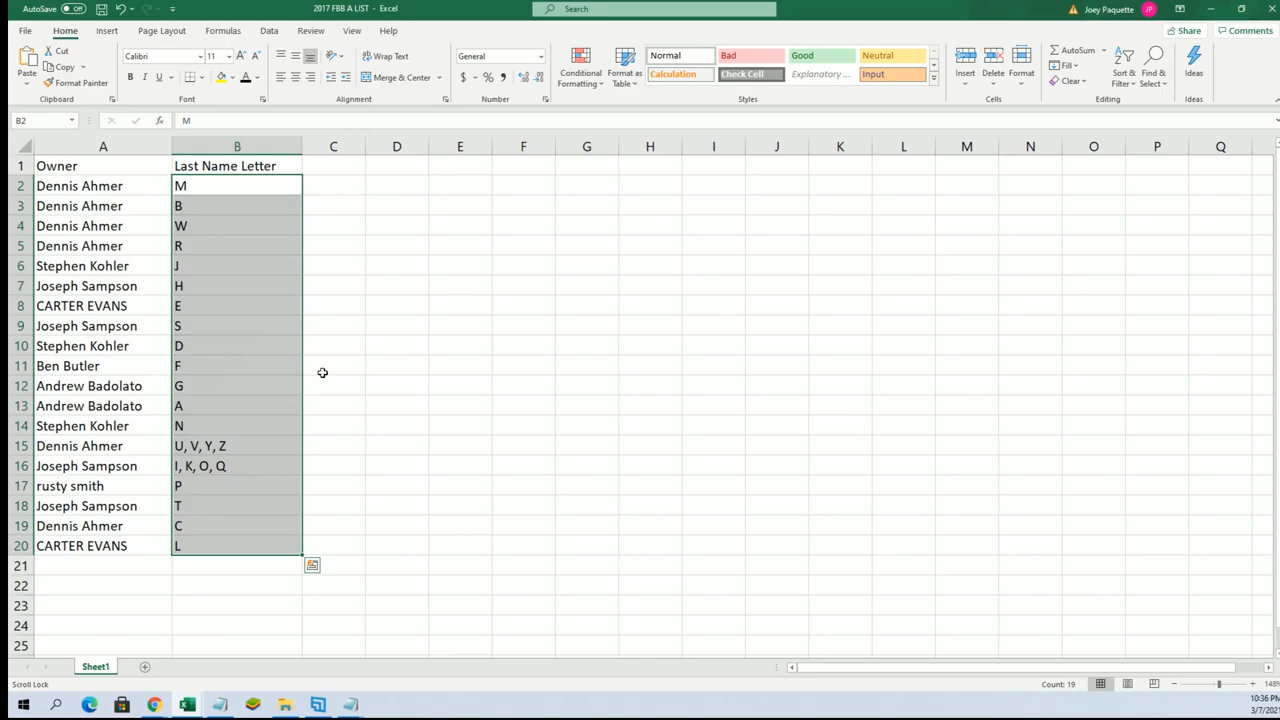 AutoSave Off 2017 FBB A LIST - Excel Search Joey Paquette JP
File Home Insert Page Layout Formulas Data Review View Help Share Comments
Paste Cut Copy Format Painter Clipboard
Calibri 11 B I U A A A Font
Wrap Text Merge & Center Alignment
General $ % , Number
Conditional Formatting Format as Table Normal Bad Good Neutral Calculation Check Cell Explanatory ... Input Styles
Insert Delete Format Cells
AutoSum Fill Clear Sort & Filter Find & Select Editing
Ideas Ideas
B2 fx M
A B C D E F G H I J K L M N O P Q
1 Owner Last Name Letter
2 Dennis Ahmer M
3 Dennis Ahmer B
4 Dennis Ahmer W
5 Dennis Ahmer R
6 Stephen Kohler J
7 Joseph Sampson H
8 CARTER EVANS E
9 Joseph Sampson S
10 Stephen Kohler D
11 Ben Butler F
12 Andrew Badolato G
13 Andrew Badolato A
14 Stephen Kohler N
15 Dennis Ahmer U, V, Y, Z
16 Joseph Sampson I, K, O, Q
17 rusty smith P
18 Joseph Sampson T
19 Dennis Ahmer C
20 CARTER EVANS L
21
22
23
24
25
Sheet1
Scroll Lock Count: 19 148%
10:36 PM
3/7/2021